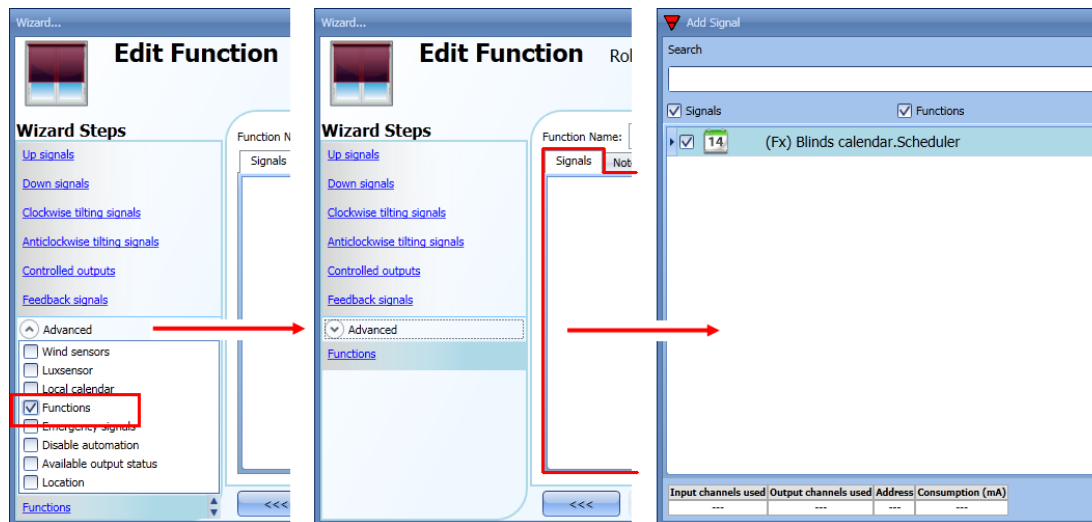 Wizard...
Edit Function
Wizard Steps
Function N
Up signals
Signals
Down signals
Clockwise tilting signals
Anticlockwise tilting signals
Controlled outputs
Feedback signals
Advanced
Wind sensors
Luxsensor
Local calendar
Functions
Emergency signals
Disable automation
Available output status
Location
Functions
<<<
Wizard...
Edit Function Rol
Wizard Steps
Function Name:
Up signals
Signals Not
Down signals
Clockwise tilting signals
Anticlockwise tilting signals
Controlled outputs
Feedback signals
Advanced
Functions
<<<
Add Signal
Search
Signals Functions
14 (Fx) Blinds calendar.Scheduler
Input channels used Output channels used Address Consumption (mA)
--- --- --- ---